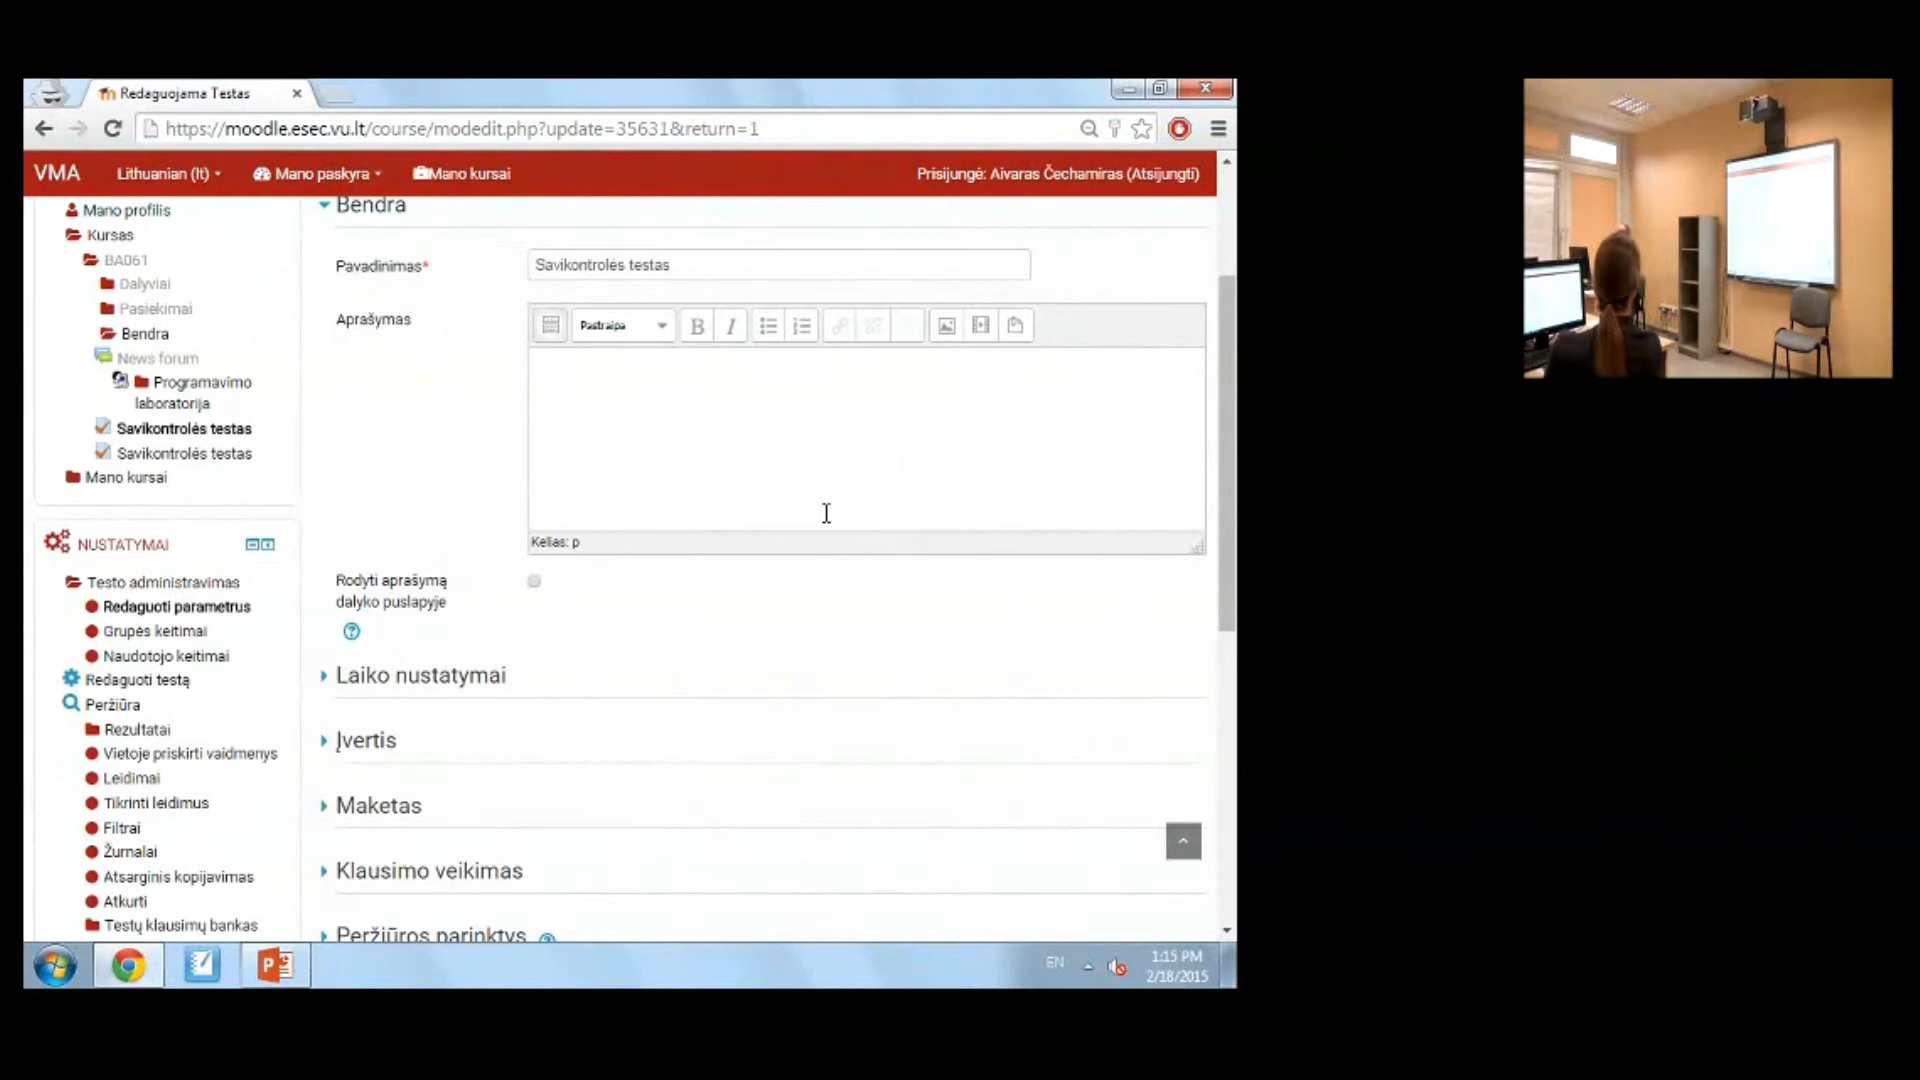 Redaguojama Testas
https://moodle.esec.vu.lt/course/modedit.php?update=35631&return=1
VMA Lithuanian (lt) Mano paskyra Mano kursai Prisijungė: Aivaras Čechamiras (Atsijungti)
Mano profilis
Kursas
BA061
Dalyviai
Pasiekimai
Bendra
News forum
Programavimo
laboratorija
Savikontrolės testas
Savikontrolės testas
Mano kursai
NUSTATYMAI
Testo administravimas
Redaguoti parametrus
Grupės keitimai
Naudotojo keitimai
Redaguoti testą
Peržiūra
Rezultatai
Vietoje priskirti vaidmenys
Leidimai
Tikrinti leidimus
Filtrai
Žurnalai
Atsarginis kopijavimas
Atkurti
Testų klausimų bankas
Bendra
Pavadinimas* Savikontrolės testas
Aprašymas
Pastraipa B I
Kelias: p
Rodyti aprašymą
dalyko puslapyje
Laiko nustatymai
Įvertis
Maketas
Klausimo veikimas
Peržiūros parinktys
EN
1:15 PM
2/18/2015